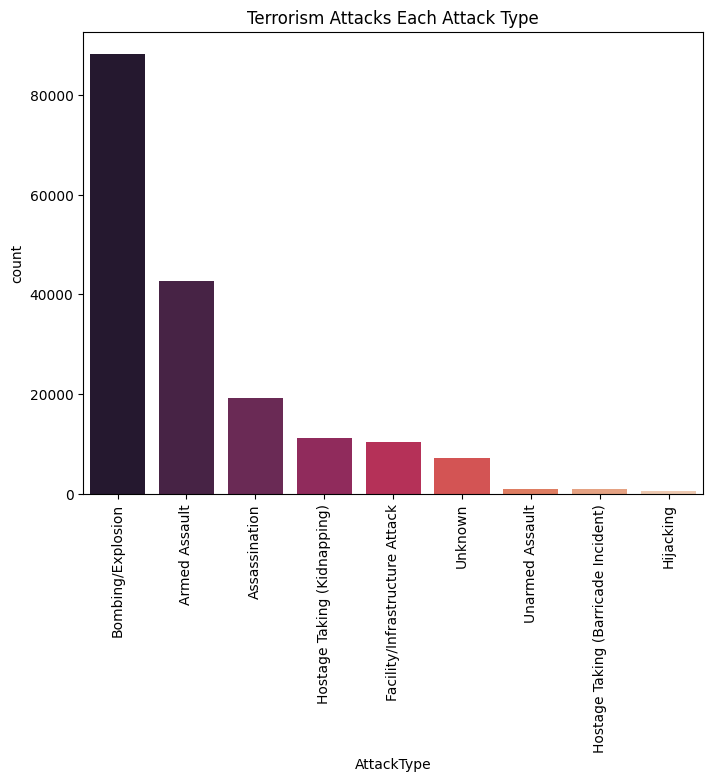 Terrorism Attacks Each Attack Type
count
80000
60000
40000
20000
0
Bombing/Explosion
Armed Assault
Assassination
Hostage Taking (Kidnapping)
Facility/Infrastructure Attack
Unknown
Unarmed Assault
Hostage Taking (Barricade Incident)
Hijacking
AttackType